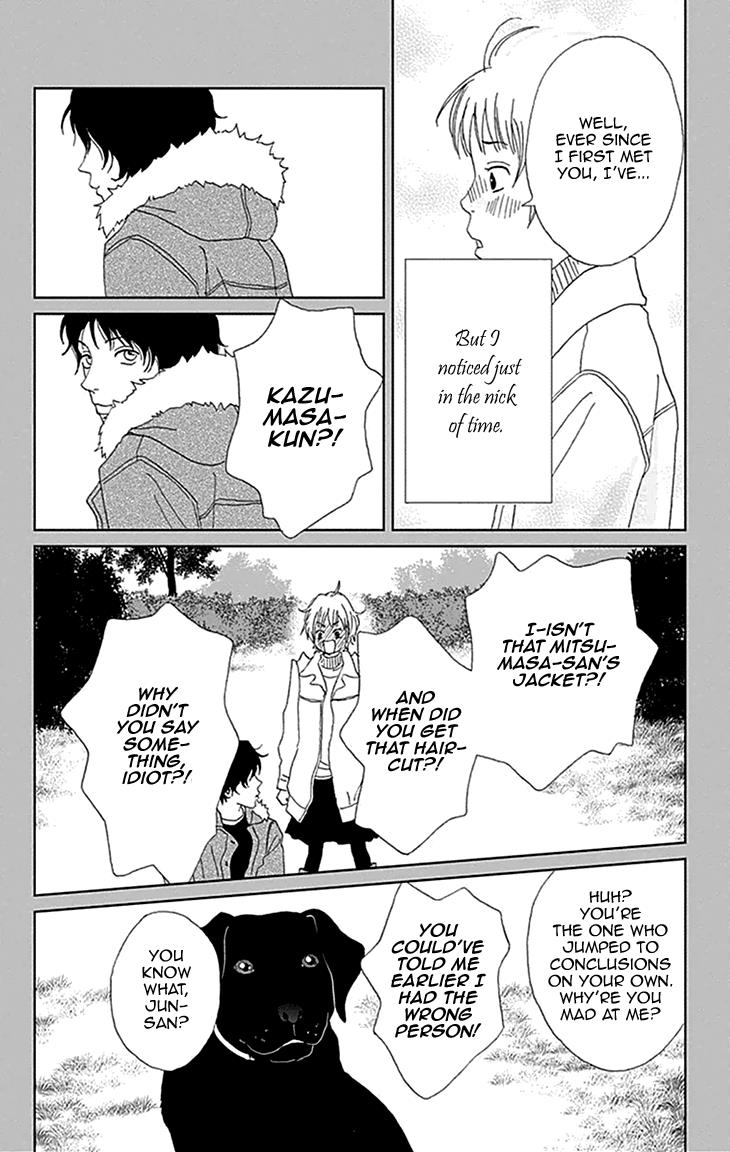 WELL,
EVER SINCE
I FIRST MET
YOU, I'VE...
But I
noticed just
in the nick
of time.
KAZU-
MASA-
KUN?!
I-ISN'T
THAT MITSU-
MASA-SAN'S
JACKET?!
AND
WHEN DID
YOU GET
THAT HAIR-
CUT?!
WHY
DIDN'T
YOU SAY
SOME-
THING,
IDIOT?!
HUH?
YOU'RE
THE ONE WHO
JUMPED TO
CONCLUSIONS
ON YOUR OWN.
WHY'RE YOU
MAD AT ME?
YOU
COULD'VE
TOLD ME
EARLIER I
HAD THE
WRONG
PERSON!
YOU
KNOW
WHAT,
JUN-
SAN?